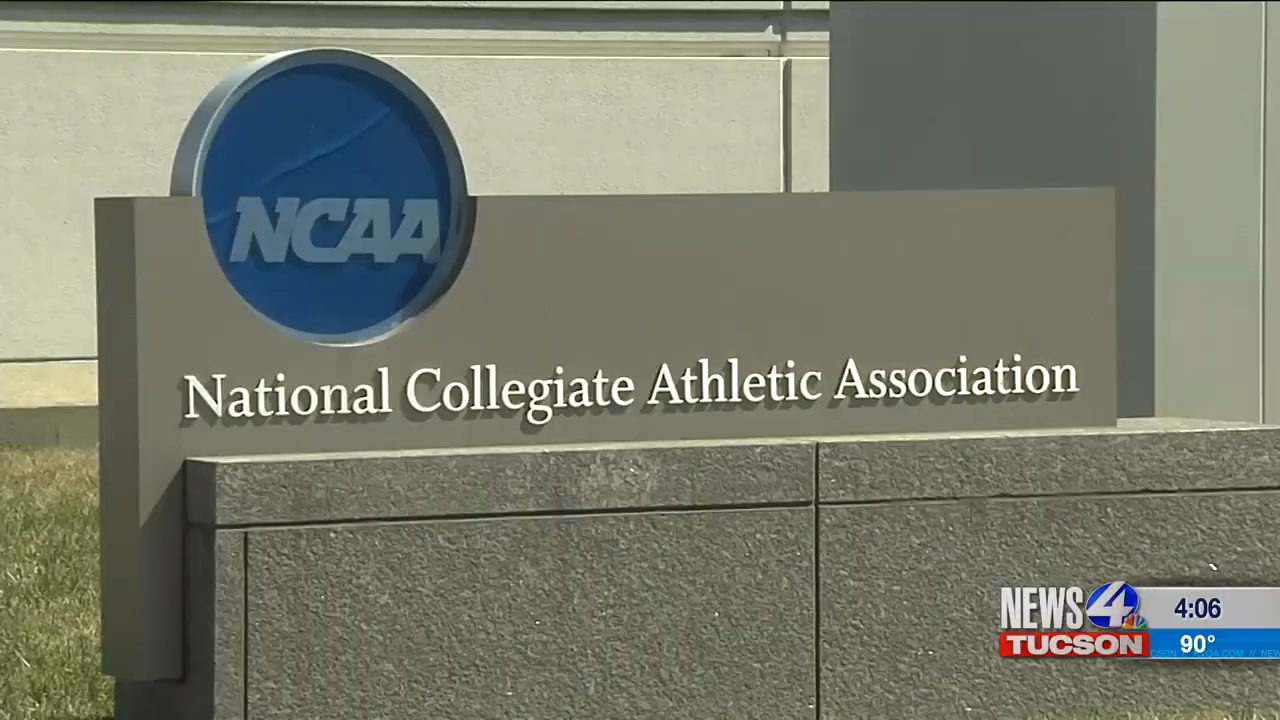 NCAA
National Collegiate Athletic Association
NEWS 4
TUCSON
4:06
90°